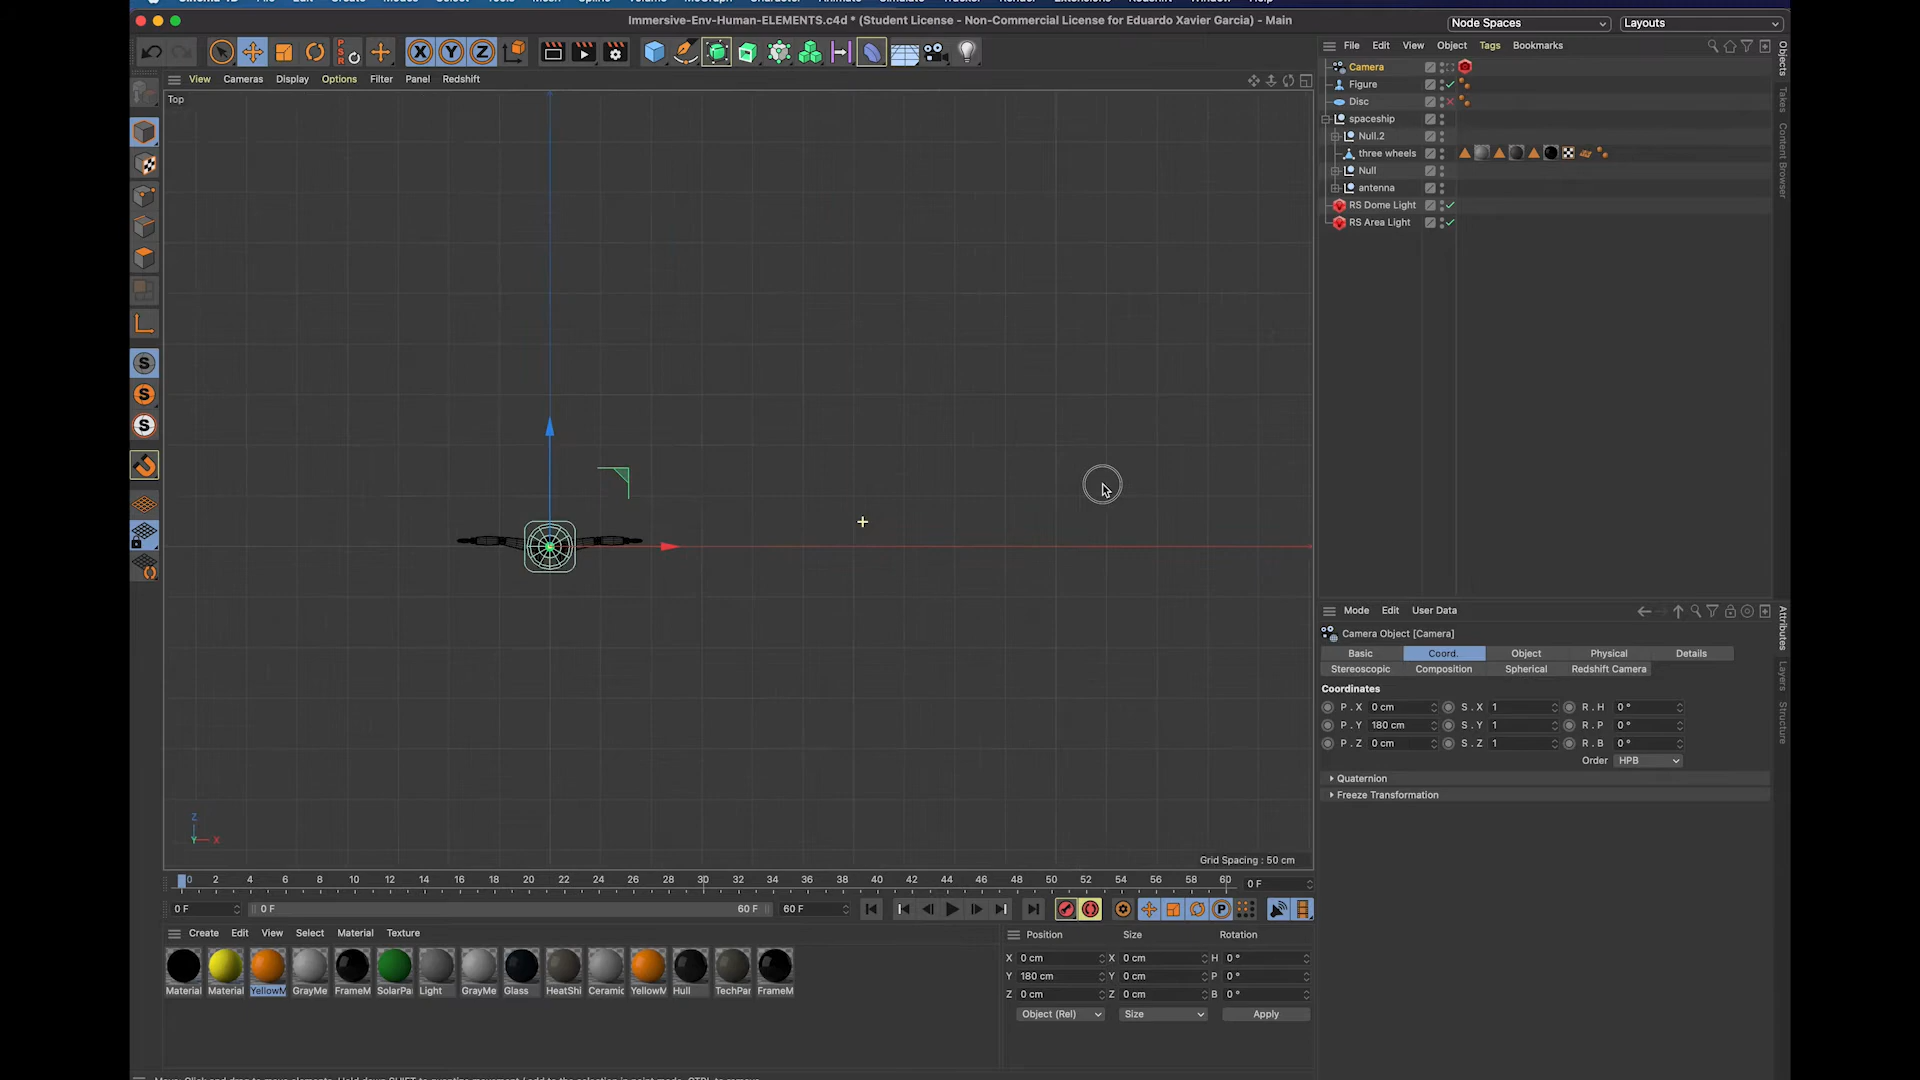 Immersive-Env-Human-ELEMENTS.c4d * (Student License - Non-Commercial License for Eduardo Xavier Garcia) - Main
Node Spaces
Layouts
File Edit View Object Tags Bookmarks
View Cameras Display Options Filter Panel Redshift
Top
Camera
Figure
Disc
spaceship
Null.2
three wheels
Null
antenna
RS Dome Light
RS Area Light
Objects
Takes
Content Browser
X Y Z
P
S
R
S
S
S
Z
Y X
Grid Spacing : 50 cm
Mode Edit User Data
Attributes
Layers
Structure
Camera Object [Camera]
Basic Coord. Object Physical Details
Stereoscopic Composition Spherical Redshift Camera
Coordinates
P . X 0 cm S . X 1 R . H 0 °
P . Y 180 cm S . Y 1 R . P 0 °
P . Z 0 cm S . Z 1 R . B 0 °
Order HPB
Quaternion
Freeze Transformation
0 2 4 6 8 10 12 14 16 18 20 22 24 26 28 30 32 34 36 38 40 42 44 46 48 50 52 54 56 58 60 0 F
0 F 0 F 60 F 60 F P
Create Edit View Select Material Texture
Material Material YellowM GrayMe FrameM SolarPa Light GrayMe Glass HeatShi Ceramic YellowM Hull TechPar FrameM
Position Size Rotation
X 0 cm X 0 cm H 0 °
Y 180 cm Y 0 cm P 0 °
Z 0 cm Z 0 cm B 0 °
Object (Rel) Size Apply